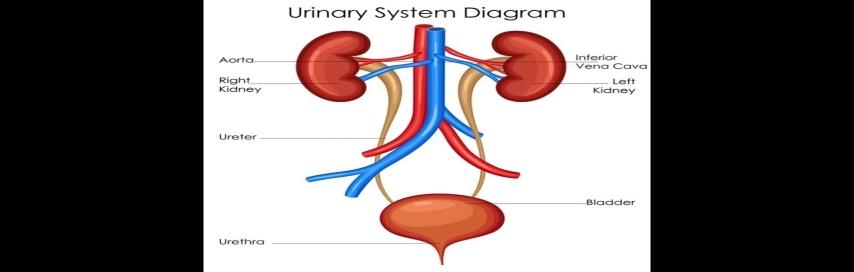 Urinary System Diagram
Aorta
Right
Kidney
Ureter
Urethra
Inferior
Vena Cava
Left
Kidney
Bladder